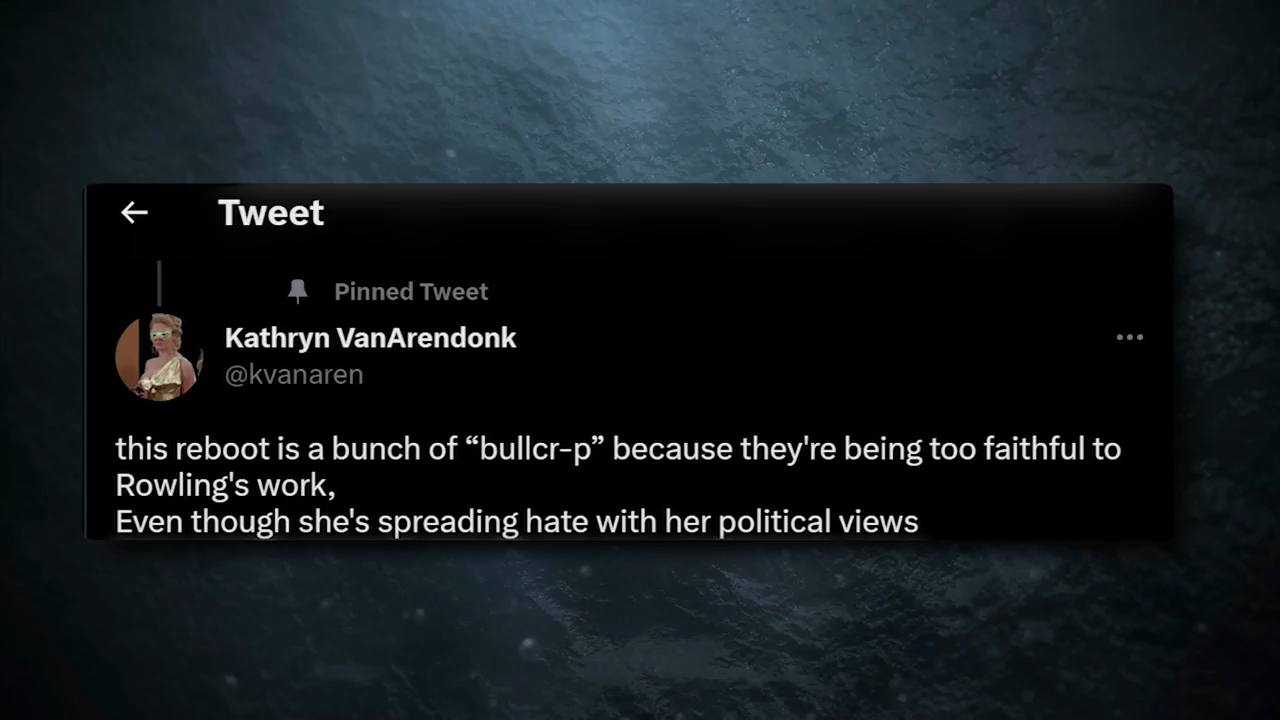 Tweet
Pinned Tweet
Kathryn VanArendonk
@kvanaren
this reboot is a bunch of “bullcr-p” because they're being too faithful to
Rowling's work,
Even though she's spreading hate with her political views